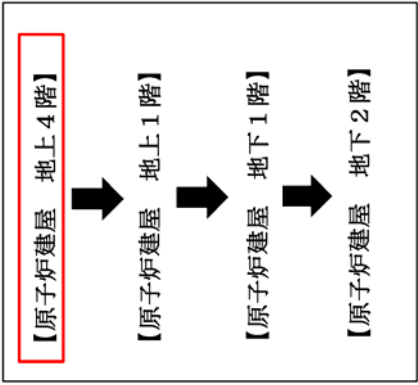 【原子炉建屋　地上4階】
【原子炉建屋　地上1階】
【原子炉建屋　地下1階】
【原子炉建屋　地下2階】